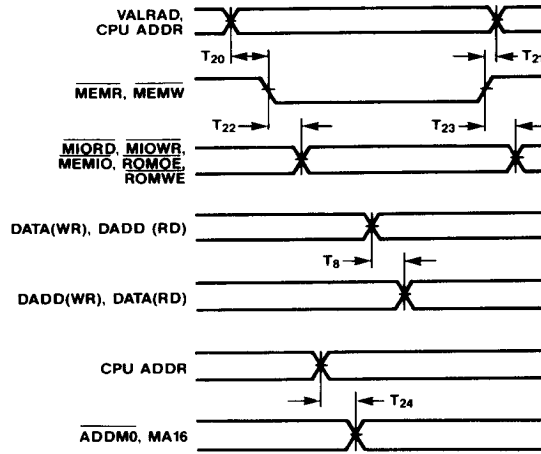 VALRAD,
CPU ADDR
T20
T2
MEMR, MEMW
T22
T23
MIORD, MIOWR,
MEMIO, ROMOE,
ROMWE
DATA(WR), DADD (RD)
T8
DADD(WR), DATA(RD)
CPU ADDR
T24
ADDM0, MA16